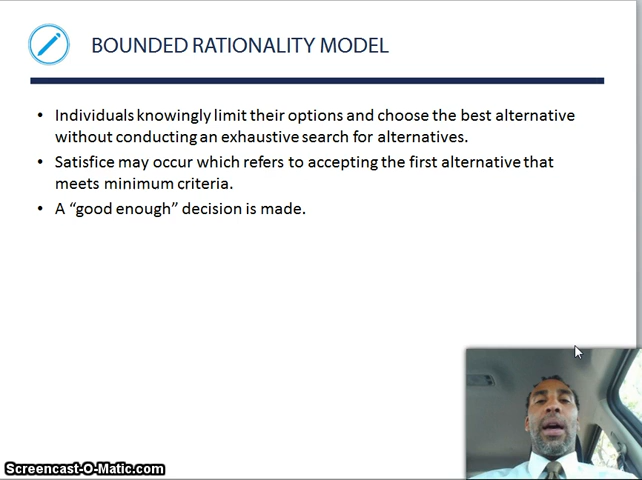 BOUNDED RATIONALITY MODEL
• Individuals knowingly limit their options and choose the best alternative
without conducting an exhaustive search for alternatives.
• Satisfice may occur which refers to accepting the first alternative that
meets minimum criteria.
• A “good enough” decision is made.
Screencast-O-Matic.com